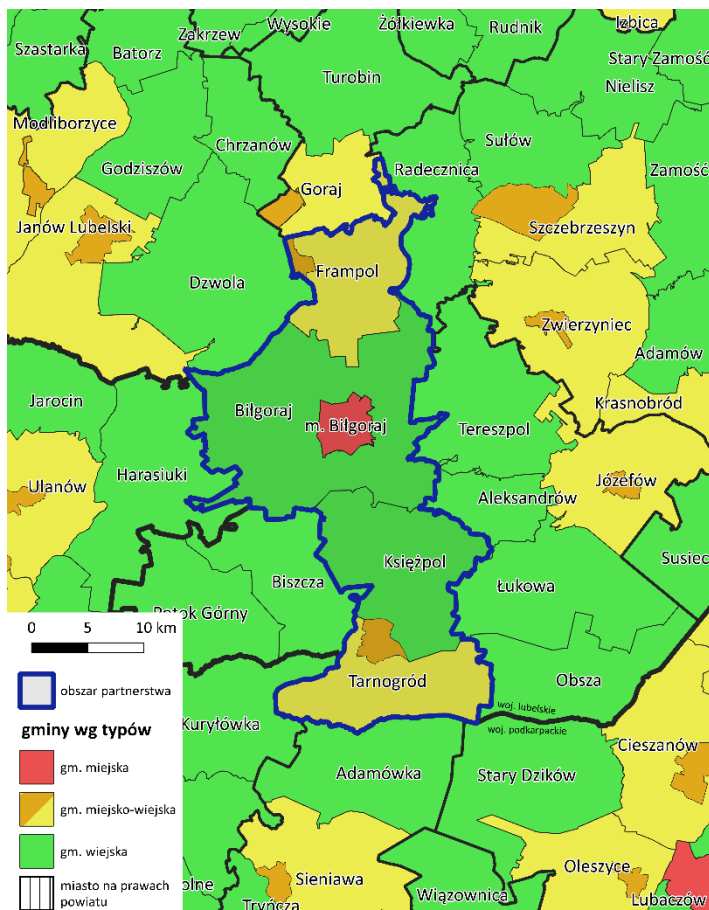 Wysokie
Żółkiewka
Rudnik
Izbica
Zakrzew
Szastarka
Batorz
Stary Zamość
Turobin
Nielisz
Modliborzyce
Chrzanów
Sułów
Godziszów
Radecznica
Zamość
Goraj
Janów Lubelski
Szczebrzeszyn
Frampol
Dzwola
Zwierzyniec
Adamów
Jarocin
Krasnobród
Biłgoraj
m. Biłgoraj
Tereszpol
Harasiuki
Ulanów
Józefów
Aleksandrów
Susiec
Księżpol
Biszcza
Łukowa
Potok Górny
0 5 10 km
Tarnogród
Obsza
obszar partnerstwa
woj. lubelskie
woj. podkarpackie
gminy wg typów
Kuryłówka
Cieszanów
gm. miejska
Adamówka
Stary Dzików
gm. miejsko-wiejska
gm. wiejska
Oleszyce
Sieniawa
miasto na prawach
powiatu
olne
Wiązownica
Lubaczów
Tryńcza